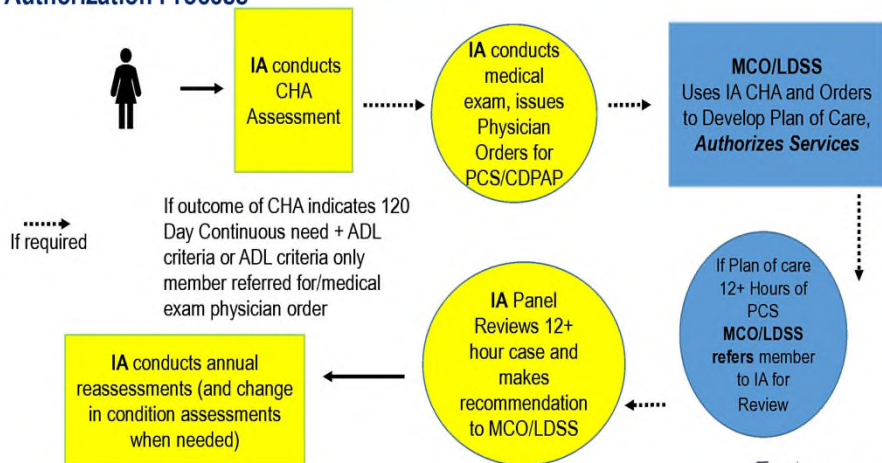 Authorization Process
IA conducts
CHA
Assessment
IA conducts
medical
exam, issues
Physician
Orders for
PCS/CDPAP
MCO/LDSS
Uses IA CHA and Orders
to Develop Plan of Care,
Authorizes Services
If required
If outcome of CHA indicates 120
Day Continuous need + ADL
criteria or ADL criteria only
member referred for/medical
exam physician order
If Plan of care
12+ Hours of
PCS
MCO/LDSS
refers member
to IA for
Review
IA Panel
Reviews 12+
hour case and
makes
recommendation
to MCO/LDSS
IA conducts annual
reassessments (and change
in condition assessments
when needed)